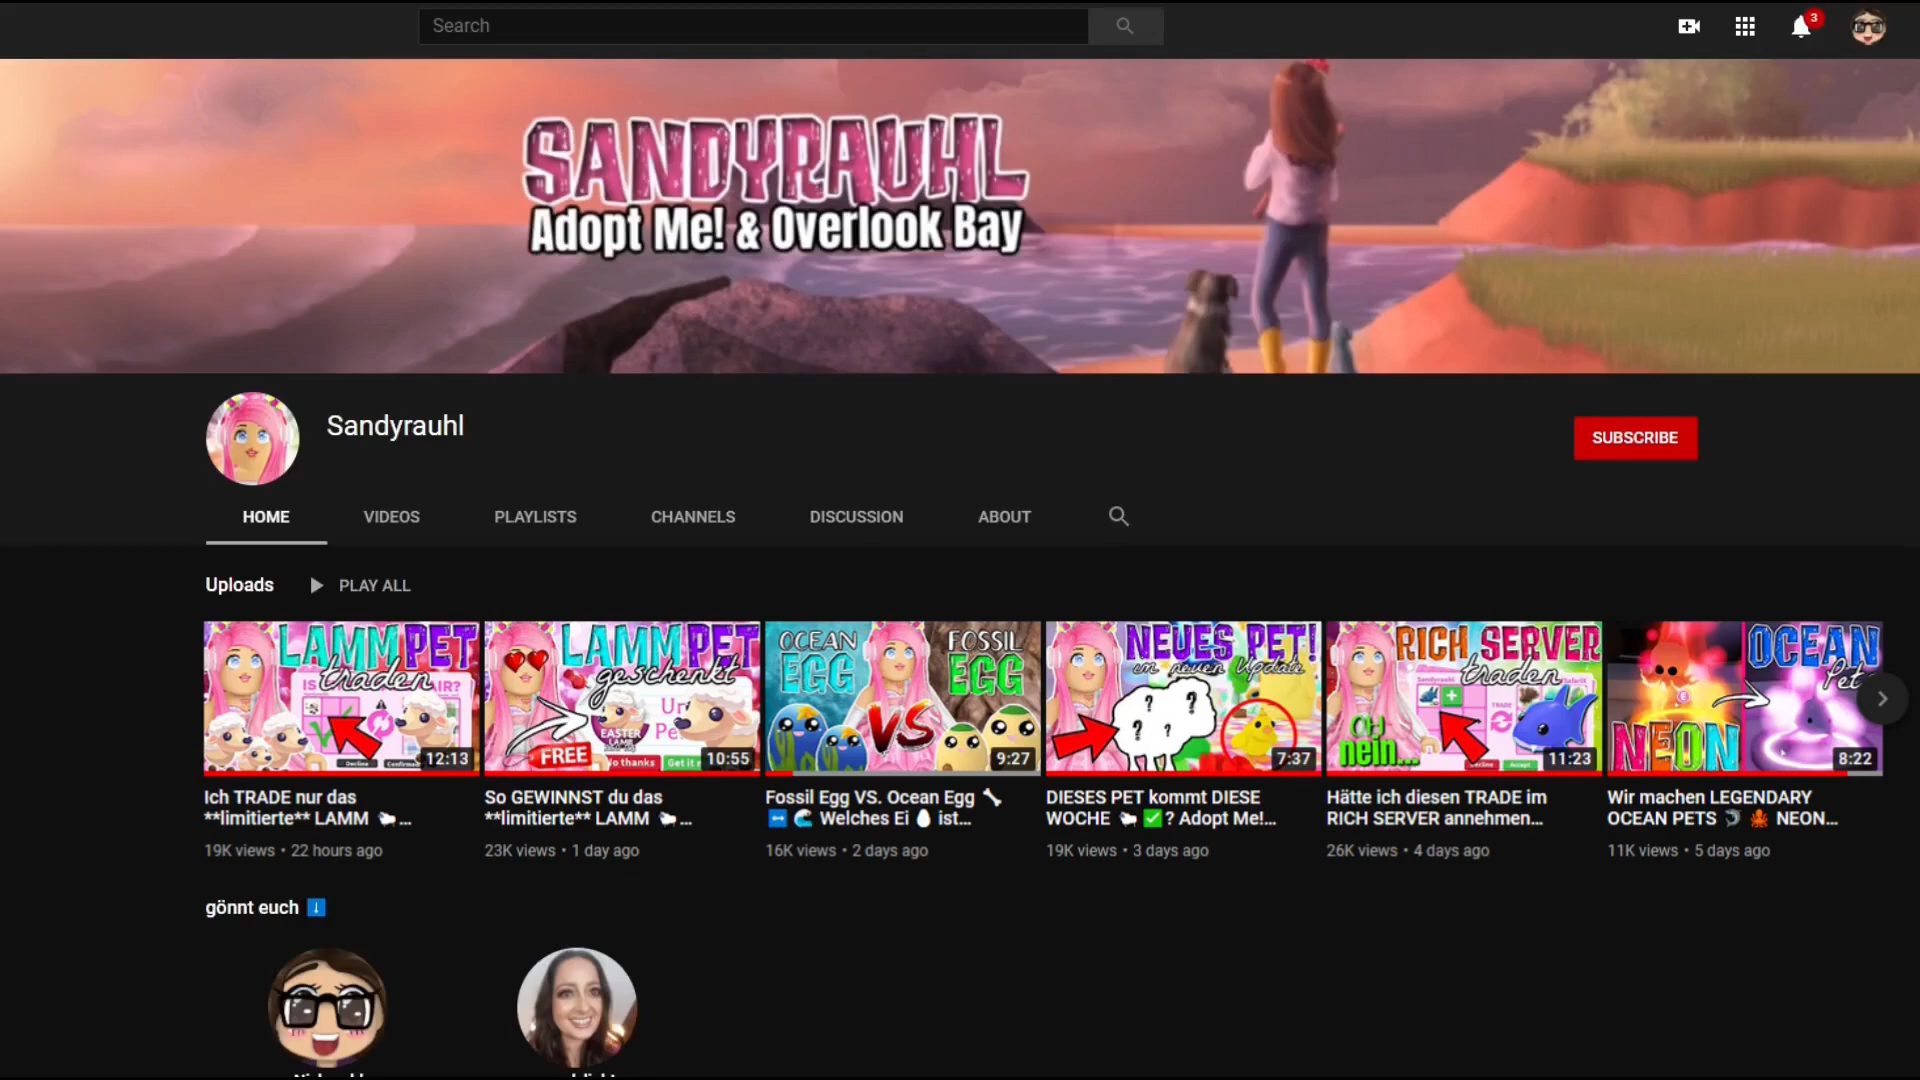 Search
3
SANDYRAUHL
Adopt Me! & Overlook Bay
Sandyrauhl
SUBSCRIBE
HOME
VIDEOS
PLAYLISTS
CHANNELS
DISCUSSION
ABOUT
Uploads
PLAY ALL
LAMM PET
traden
12:13
LAMM PET
geschenkt
EASTER
FREE
No thanks
10:55
OCEAN
EGG
FOSSIL
EGG
VS
9:27
NEUES PET!
im neuen Update
? ? ? ?
7:37
RICH SERVER
traden
OH
nein...
11:23
OCEAN
NEON
8:22
Ich TRADE nur das
**limitierte** LAMM 🐑...
19K views • 22 hours ago
So GEWINNST du das
**limitierte** LAMM 🐑...
23K views • 1 day ago
Fossil Egg VS. Ocean Egg 🦴
↔️ 🌊 Welches Ei 🥚 ist...
16K views • 2 days ago
DIESES PET kommt DIESE
WOCHE 🐑 ✅? Adopt Me!...
19K views • 3 days ago
Hätte ich diesen TRADE im
RICH SERVER annehmen...
26K views • 4 days ago
Wir machen LEGENDARY
OCEAN PETS 🦈 🐙 NEON...
11K views • 5 days ago
gönnt euch ⬇️